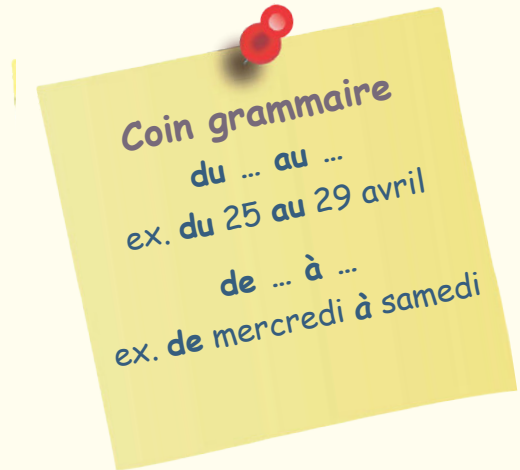 Coin grammaire
du ... au ...
ex. du 25 au 29 avril
de ... à ...
ex. de mercredi à samedi